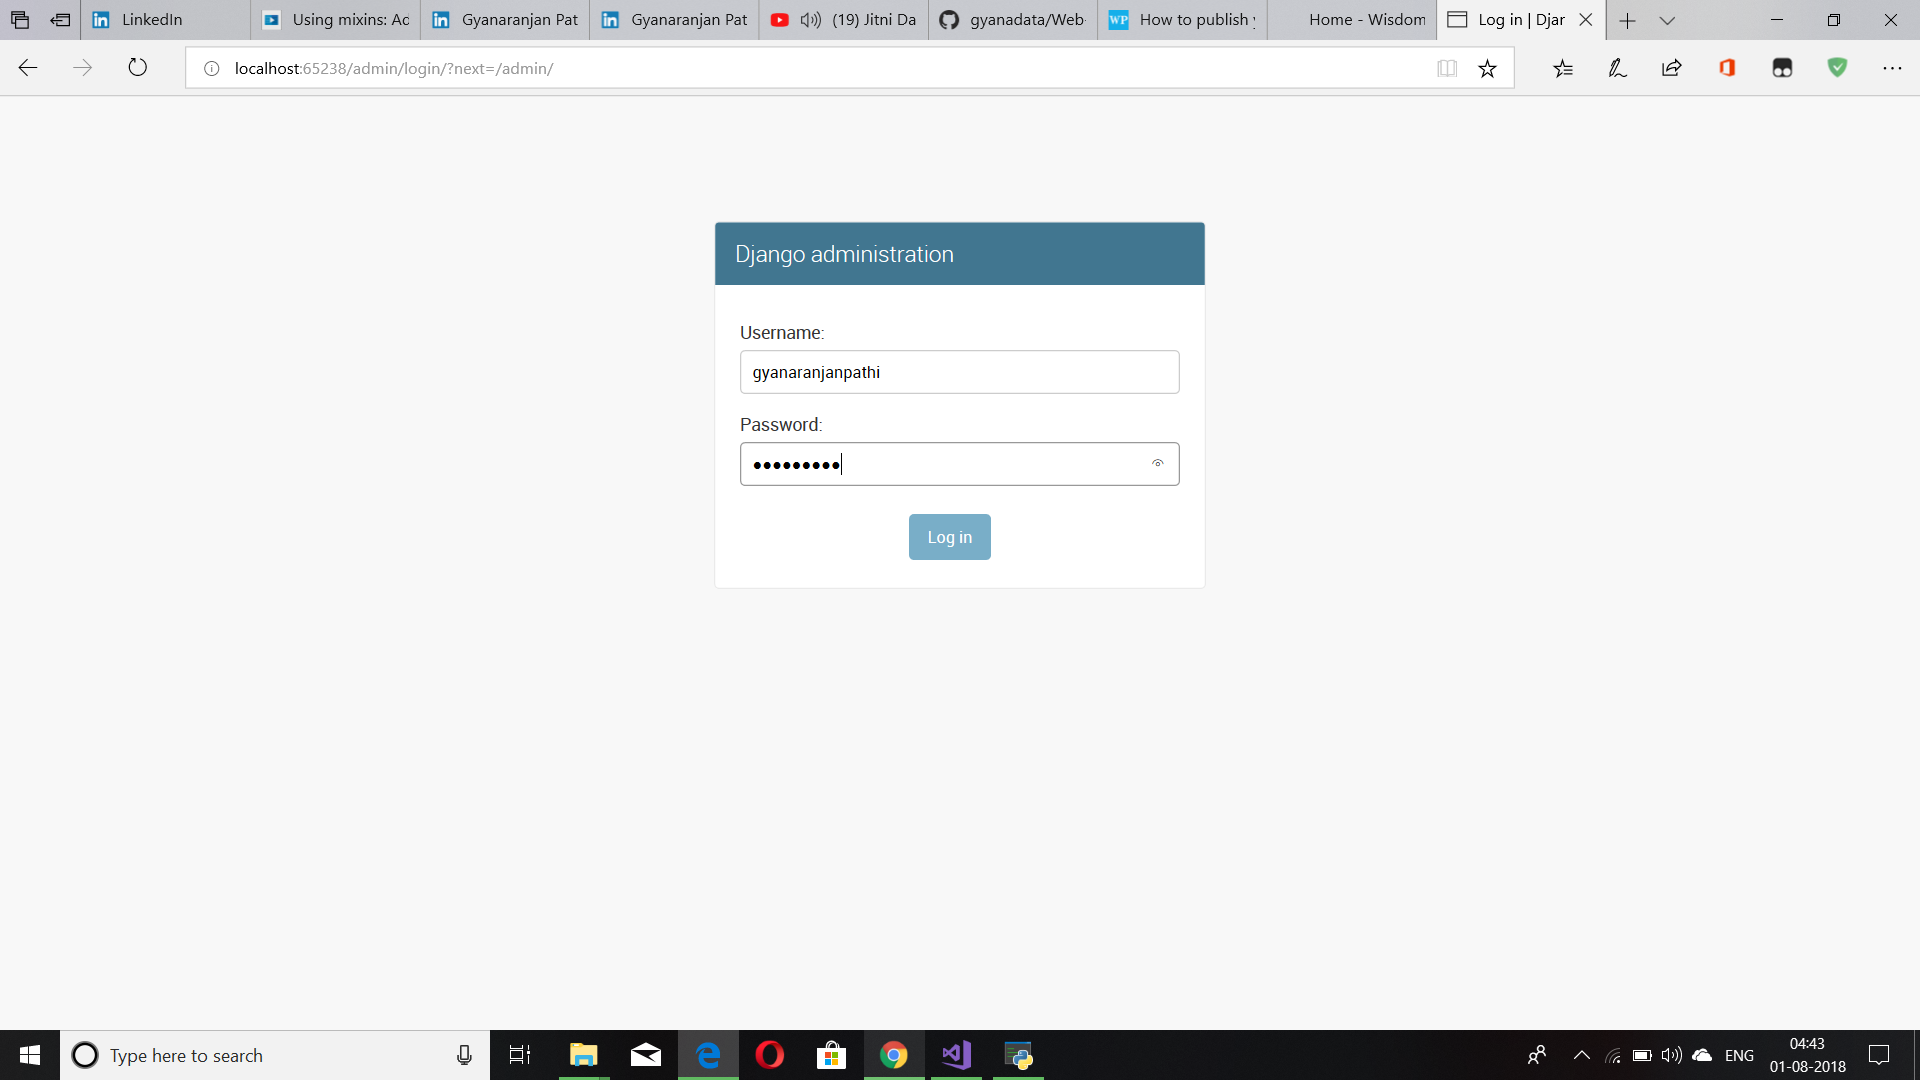 LinkedIn
Using mixins: Ad
Gyanaranjan Pat
Gyanaranjan Pat
(19) Jitni Da
gyanadata/Web-
WP How to publish y
Home - Wisdom
Log in | Djar
localhost:65238/admin/login/?next=/admin/
Django administration
Username:
gyanaranjanpathi
Password:
•••••••••
Log in
Type here to search
ENG
04:43
01-08-2018